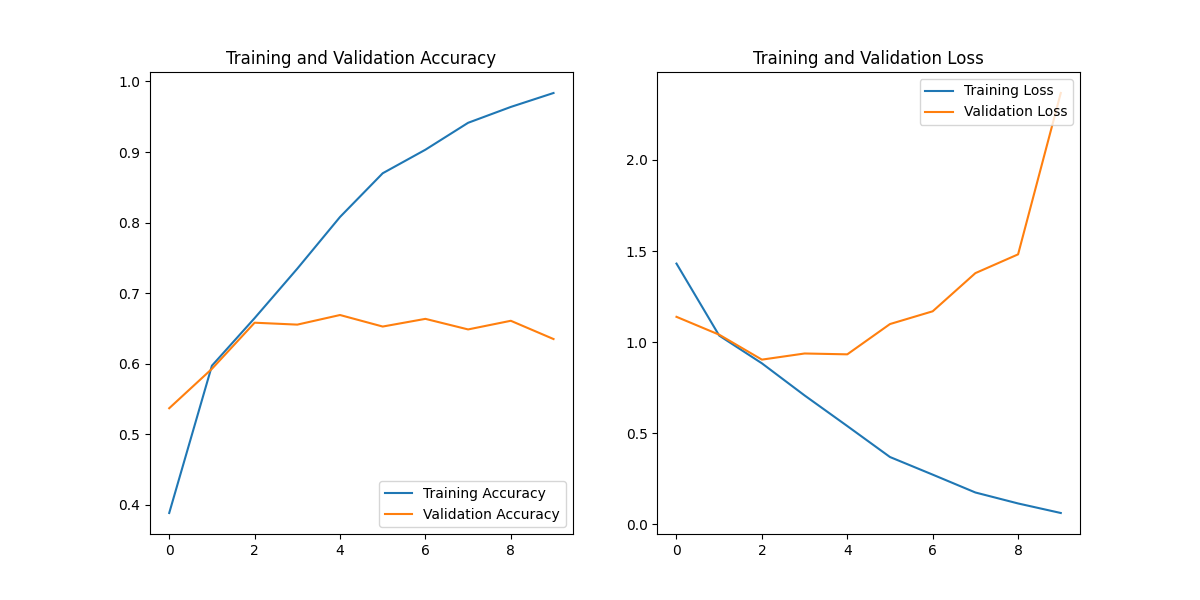 Training and Validation Accuracy
1.0
0.9
0.8
0.7
0.6
0.5
0.4
0 2 4 6 8
Training Accuracy
Validation Accuracy
Training and Validation Loss
2.0
1.5
1.0
0.5
0.0
0 2 4 6 8
Training Loss
Validation Loss